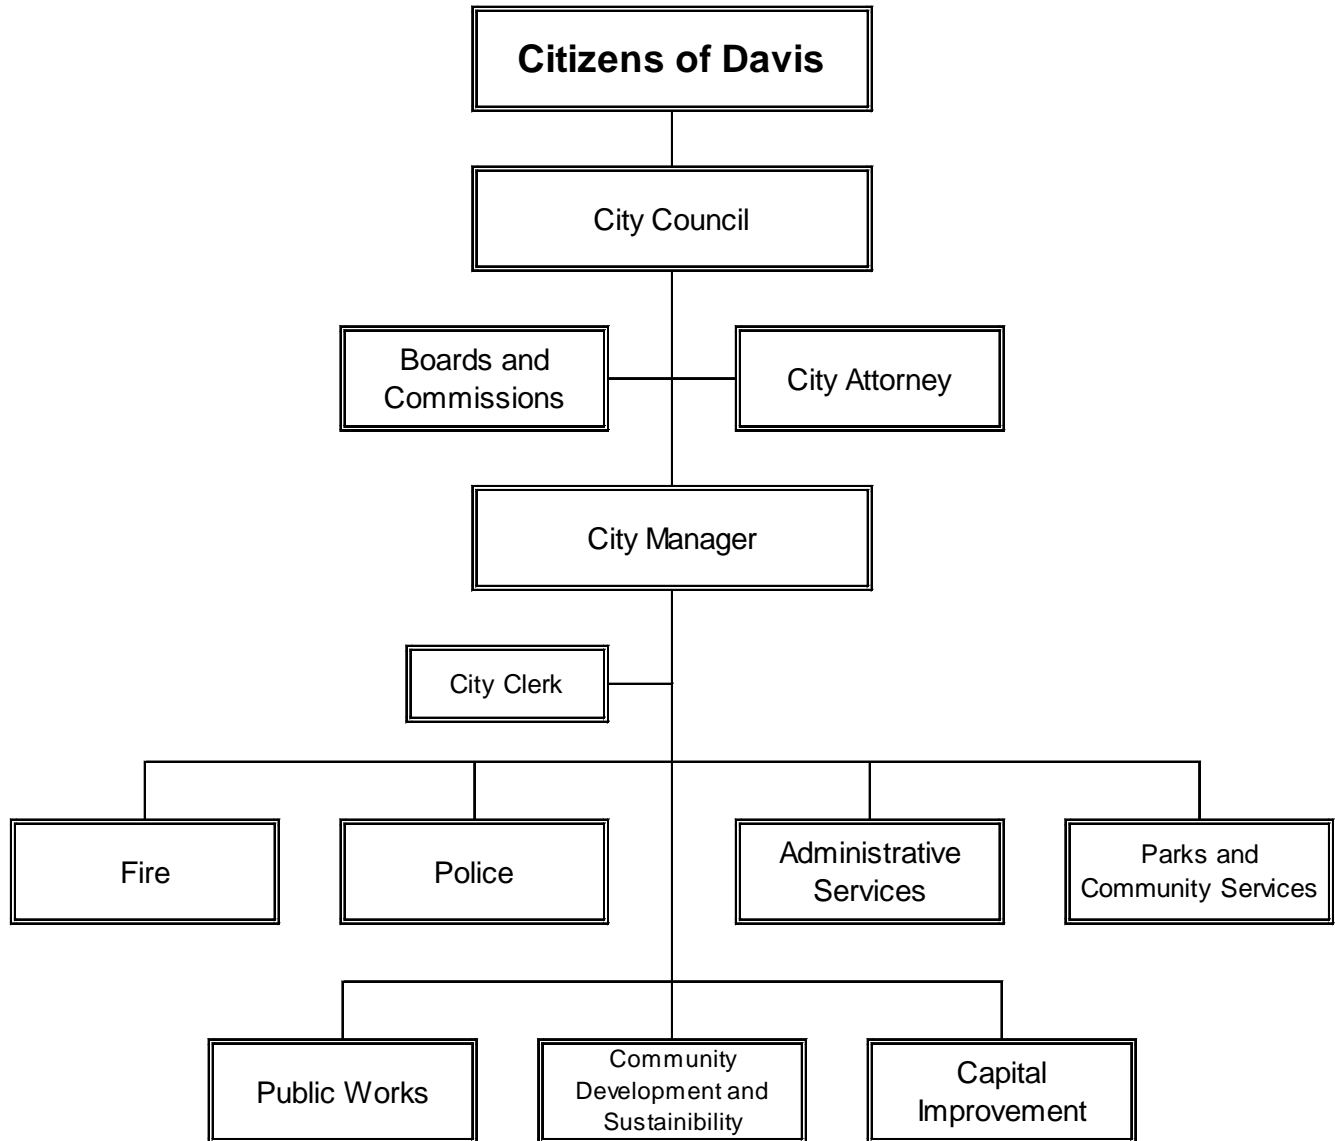 Citizens of Davis
City Council
Boards and
Commissions
City Attorney
City Manager
City Clerk
Fire
Police
Administrative
Services
Parks and
Community Services
Public Works
Community
Development and
Sustainibility
Capital
Improvement